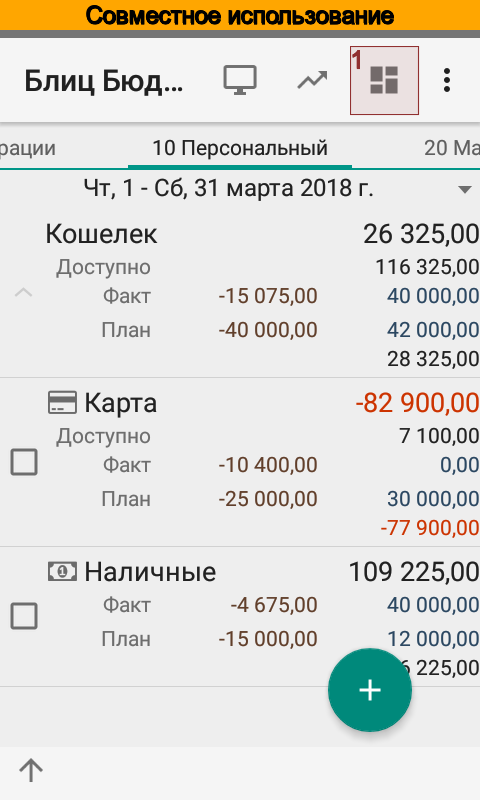 Совместное использование
Блиц Бюд... 1
рации 10 Персональный 20 Ма
Чт, 1 - Сб, 31 марта 2018 г.
Кошелек 26 325,00
Доступно 116 325,00
Факт -15 075,00 40 000,00
План -40 000,00 42 000,00
28 325,00
Карта -82 900,00
Доступно 7 100,00
Факт -10 400,00 0,00
План -25 000,00 30 000,00
-77 900,00
Наличные 109 225,00
Факт -4 675,00 40 000,00
План -15 000,00 12 000,00
6 225,00